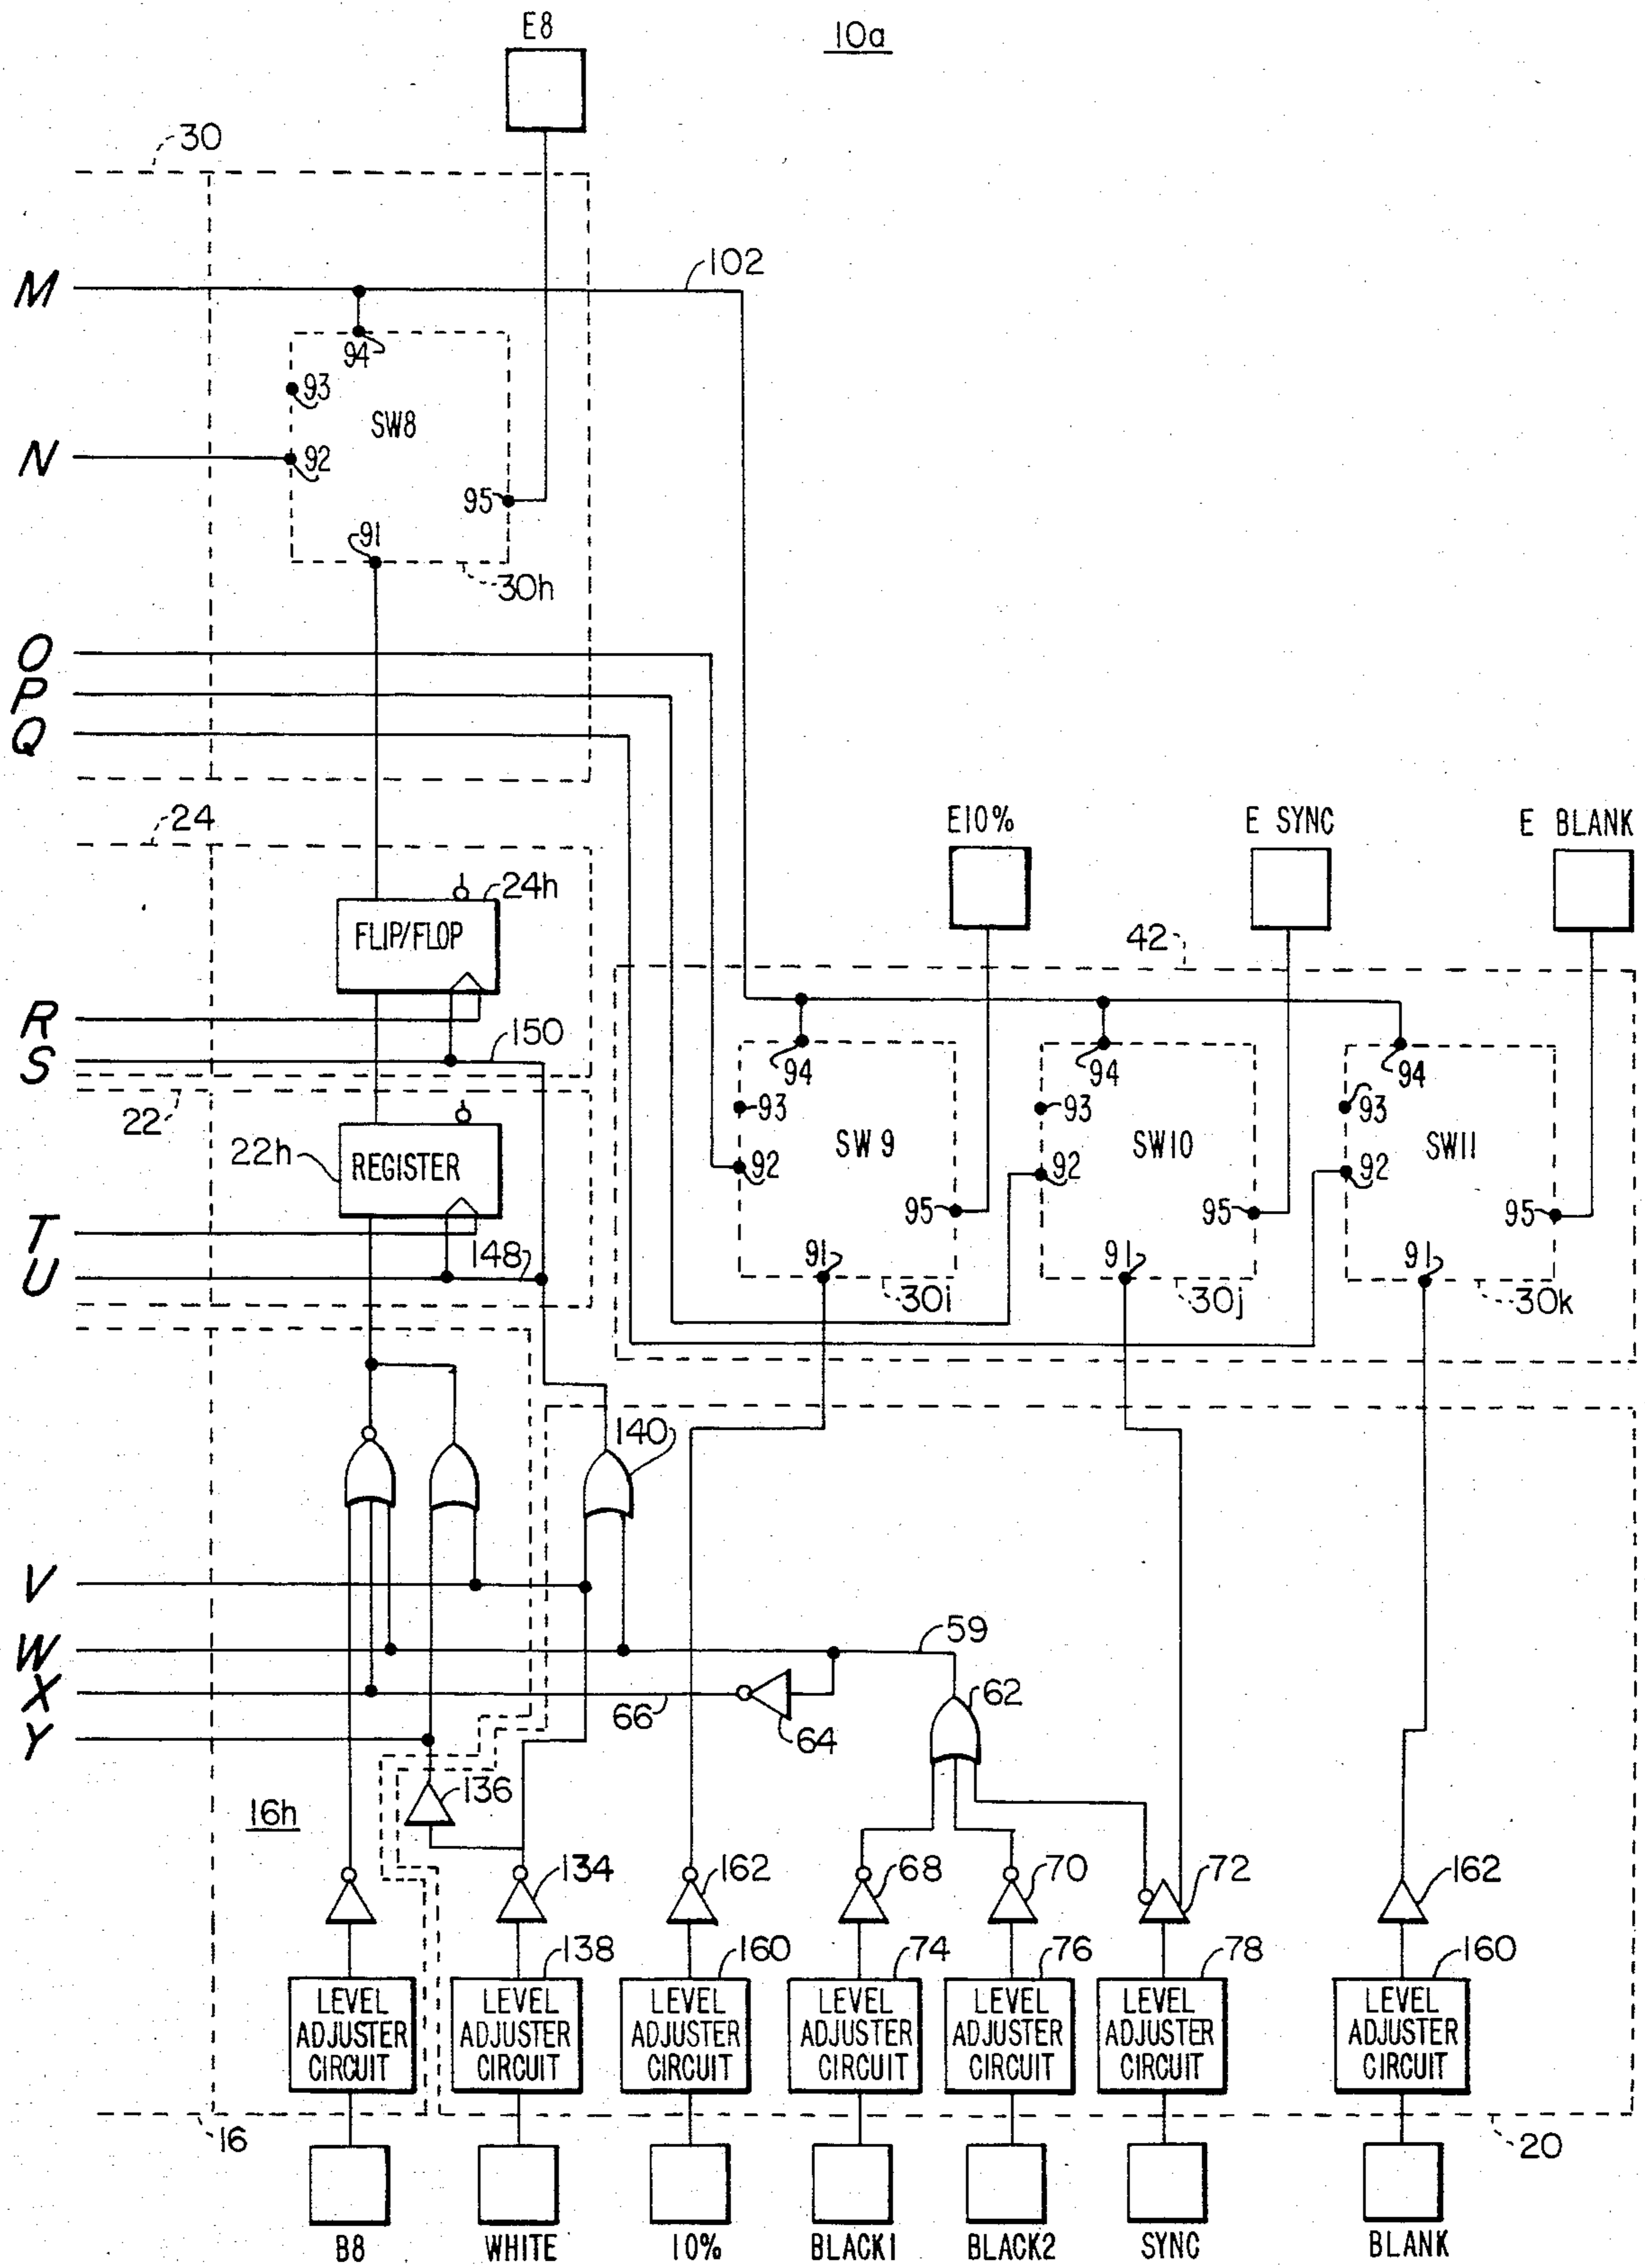 E8
10a
30
M
102
94
93
SW8
N
92
95
91
30h
O
P
Q
24
E10%
E SYNC
E BLANK
24h
FLIP/FLOP
42
R
S
150
94
94
94
22
93
93
93
22h
REGISTER
SW 9
SW10
SW11
92
92
92
95
95
95
T
U
148
91
91
91
30i
30j
30k
140
V
W
59
X
66
64
62
Y
136
16h
134
162
68
70
72
162
138
160
74
76
78
160
LEVEL ADJUSTER CIRCUIT
LEVEL ADJUSTER CIRCUIT
LEVEL ADJUSTER CIRCUIT
LEVEL ADJUSTER CIRCUIT
LEVEL ADJUSTER CIRCUIT
LEVEL ADJUSTER CIRCUIT
LEVEL ADJUSTER CIRCUIT
16
20
B8
WHITE
10%
BLACK1
BLACK2
SYNC
BLANK